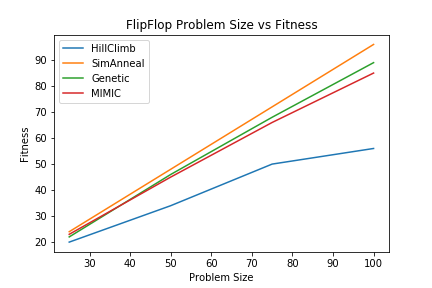 FlipFlop Problem Size vs Fitness
HillClimb
SimAnneal
Genetic
MIMIC
Fitness
90
80
70
60
50
40
30
20
30 40 50 60 70 80 90 100
Problem Size